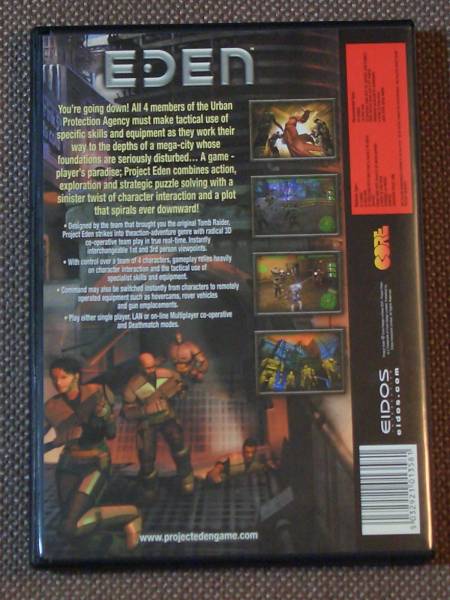 EDEN™
You're going down! All 4 members of the Urban
Protection Agency must make tactical use of
specific skills and equipment as they work their
way to the depths of a mega-city whose
foundations are seriously disturbed... A game -
player's paradise; Project Eden combines action,
exploration and strategic puzzle solving with a
sinister twist of character interaction and a plot
that spirals ever downward!
• Designed by the team that brought you the original Tomb Raider,
Project Eden strikes into theaction-adventure genre with radical 3D
co-operative team play in true real-time. Instantly
interchangeable 1st and 3rd person viewpoints.
• With control over a team of 4 characters, gameplay relies heavily
on character interaction and the tactical use of
specialist skills and equipment.
• Command may also be switched instantly from characters to remotely
operated equipment such as hovercams, rover vehicles
and gun emplacements.
• Play either single player, LAN or on-line Multiplayer co-operative
and Deathmatch modes.
www.projectedengame.com
CORE
EIDOS
eidos.com
5 032921 013581